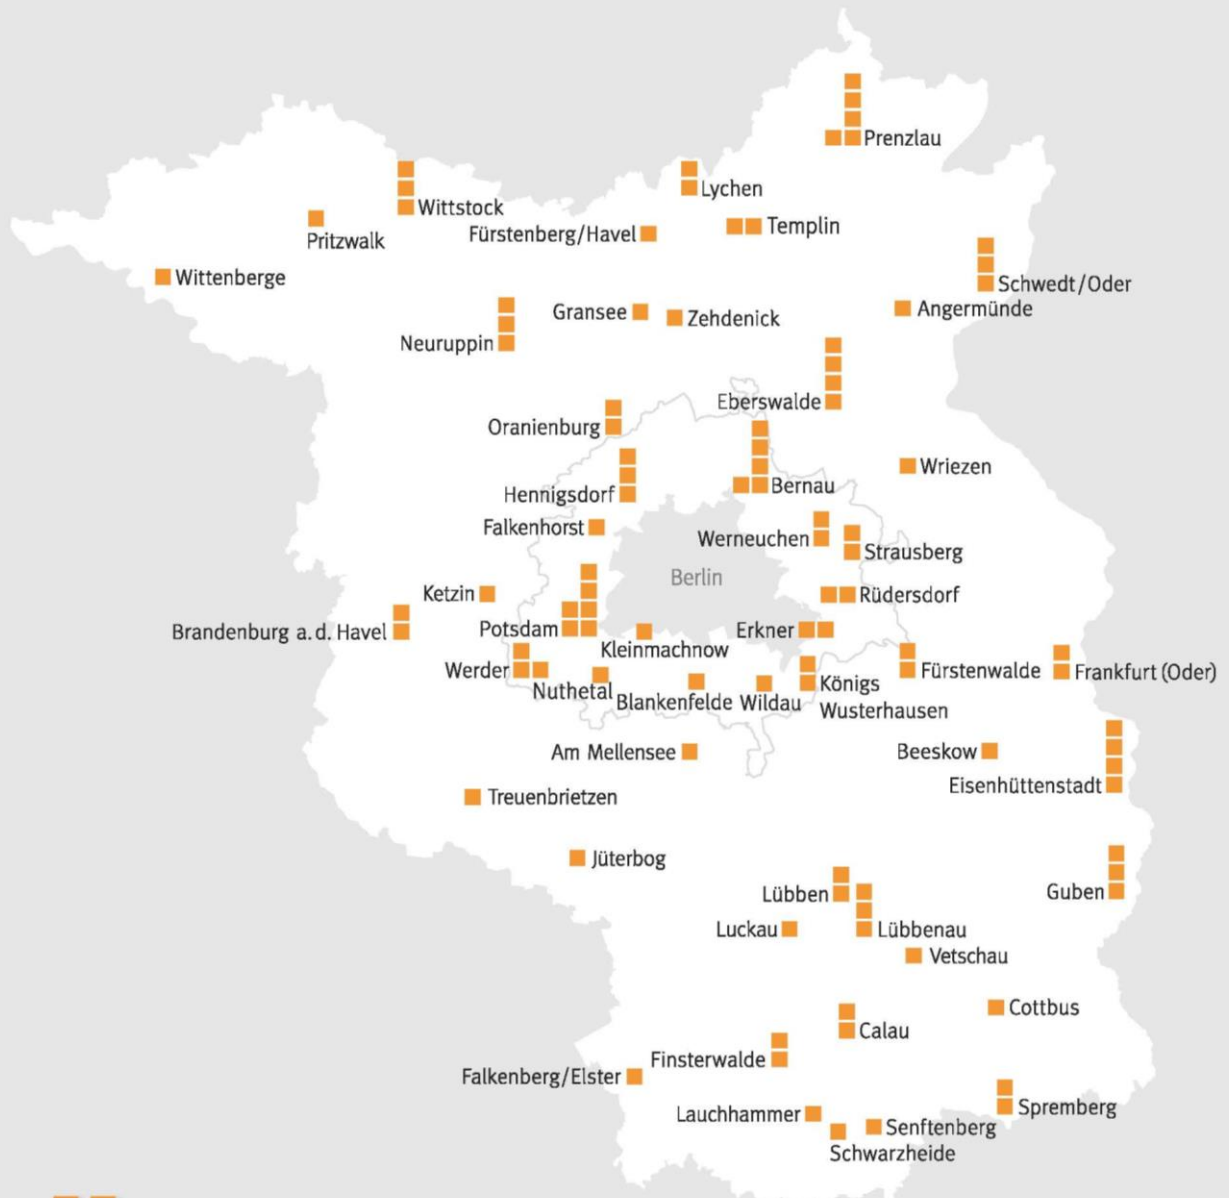 Prenzlau
Lychen
Wittstock
Templin
Fürstenberg/Havel
Pritzwalk
Wittenberge
Schwedt/Oder
Angermünde
Gransee
Zehdenick
Neuruppin
Eberswalde
Oranienburg
Wriezen
Bernau
Hennigsdorf
Falkenhorst
Werneuchen
Strausberg
Berlin
Ketzin
Rüdersdorf
Brandenburg a.d. Havel
Potsdam
Erkner
Kleinmachnow
Werder
Fürstenwalde
Frankfurt (Oder)
Nuthetal
Blankenfelde
Wildau
Königs
Wusterhausen
Am Mellensee
Beeskow
Eisenhüttenstadt
Treuenbrietzen
Jüterbog
Lübben
Guben
Luckau
Lübbenau
Vetschau
Cottbus
Calau
Finsterwalde
Falkenberg/Elster
Spremberg
Lauchhammer
Senftenberg
Schwarzheide